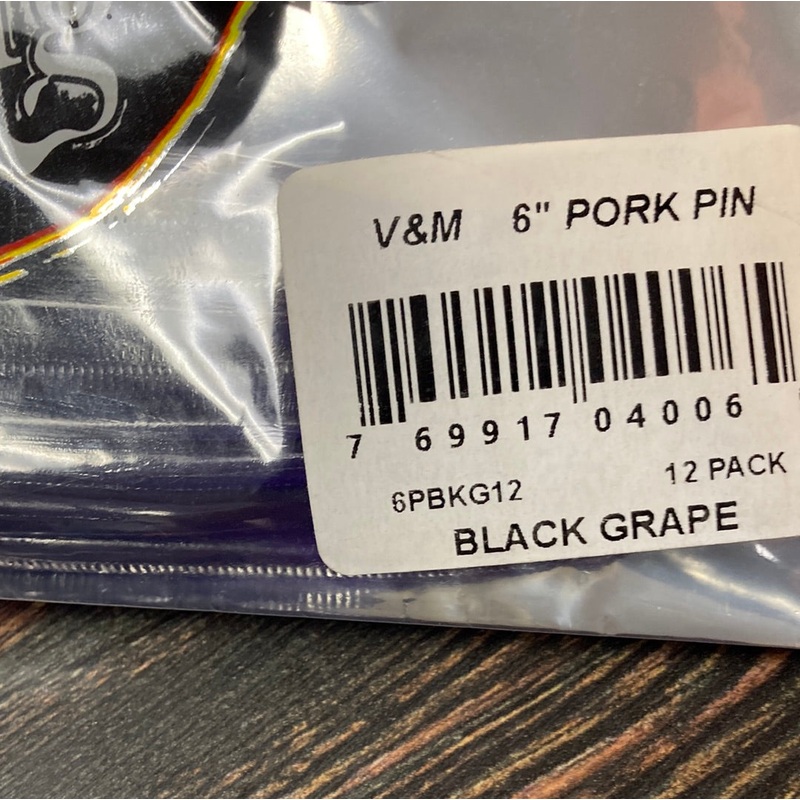 V&M 6" PORK PIN
7 69917 04006
6PBKG12 12 PACK
BLACK GRAPE